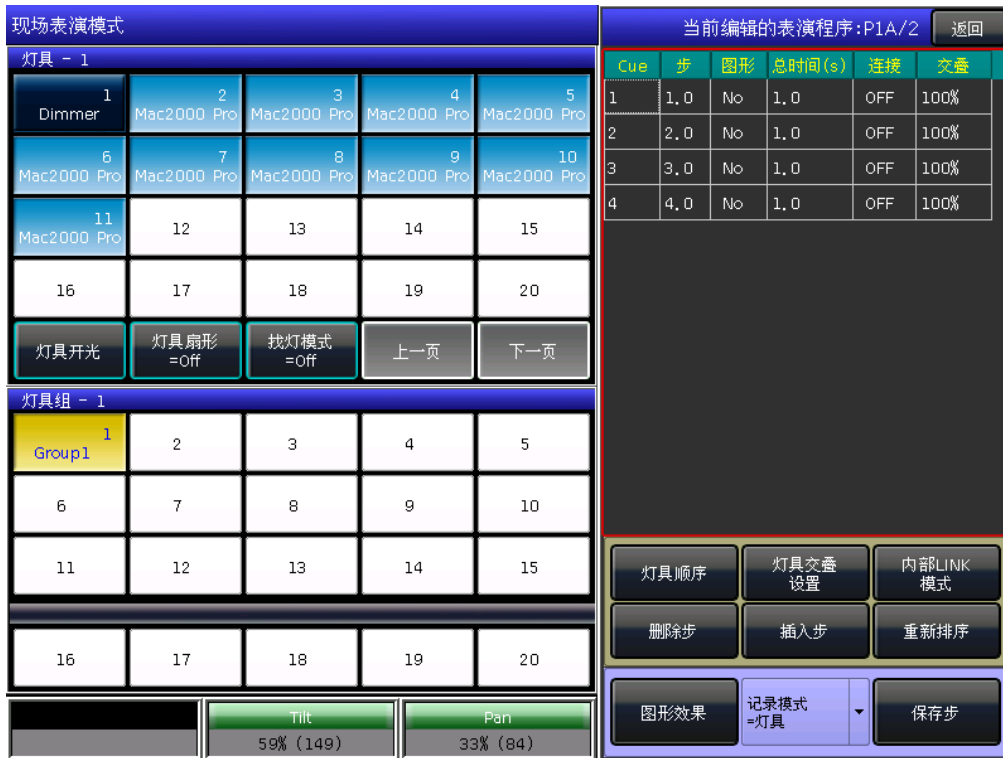 现场表演模式
灯具 - 1
1
Dimmer
2
Mac2000 Pro
3
Mac2000 Pro
4
Mac2000 Pro
5
Mac2000 Pro
6
Mac2000 Pro
7
Mac2000 Pro
8
Mac2000 Pro
9
Mac2000 Pro
10
Mac2000 Pro
11
Mac2000 Pro
12
13
14
15
16
17
18
19
20
灯具开光
灯具扇形
=Off
找灯模式
=Off
上一页
下一页
灯具组 - 1
1
Group1
2
3
4
5
6
7
8
9
10
11
12
13
14
15
16
17
18
19
20
Tilt
59% (149)
Pan
33% (84)
当前编辑的表演程序:P1A/2
返回
Cue 步 图形 总时间(s) 连接 交叠
1 1.0 No 1.0 OFF 100%
2 2.0 No 1.0 OFF 100%
3 3.0 No 1.0 OFF 100%
4 4.0 No 1.0 OFF 100%
灯具顺序
灯具交叠
设置
内部LINK
模式
删除步
插入步
重新排序
图形效果
记录模式
=灯具
保存步